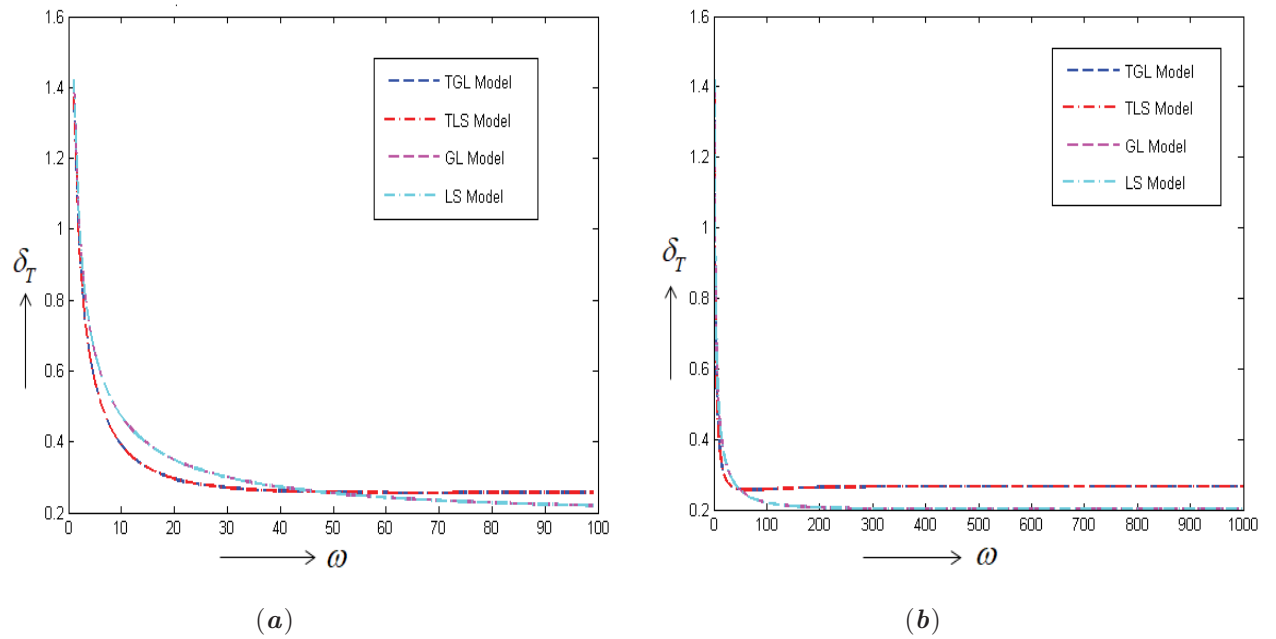 1.6
1.4
1.2
1
0.8
0.6
0.4
0.2
δ_T
TGL Model
TLS Model
GL Model
LS Model
0 10 20 30 40 50 60 70 80 90 100
ω
(a)
1.6
1.4
1.2
1
0.8
0.6
0.4
0.2
δ_T
TGL Model
TLS Model
GL Model
LS Model
0 100 200 300 400 500 600 700 800 900 1000
ω
(b)